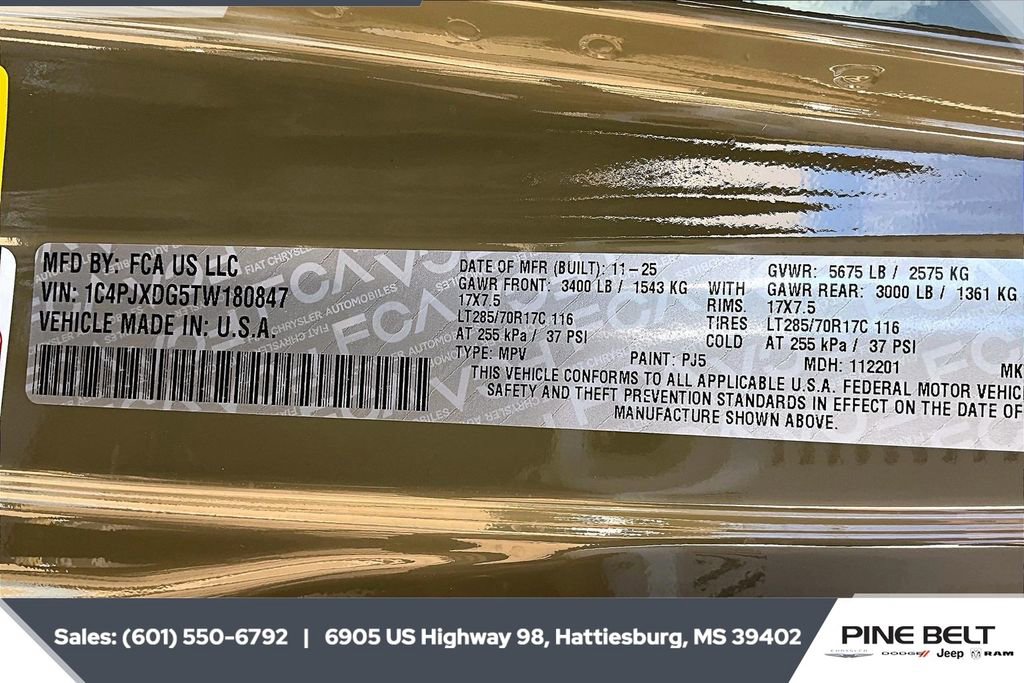 MFD BY: FCA US LLC
VIN: 1C4PJXDG5TW180847
VEHICLE MADE IN: U.S.A.
DATE OF MFR (BUILT): 11-25
GAWR FRONT: 3400 LB / 1543 KG
17X7.5
LT285/70R17C 116
AT 255 kPa / 37 PSI
TYPE: MPV
WITH
RIMS.
TIRES
COLD
GVWR: 5675 LB / 2575 KG
GAWR REAR: 3000 LB / 1361 KG
17X7.5
LT285/70R17C 116
AT 255 kPa / 37 PSI
PAINT: PJ5
MDH: 112201
MK
THIS VEHICLE CONFORMS TO ALL APPLICABLE U.S.A. FEDERAL MOTOR VEHIC
SAFETY AND THEFT PREVENTION STANDARDS IN EFFECT ON THE DATE OF
MANUFACTURE SHOWN ABOVE.
Sales: (601) 550-6792 | 6905 US Highway 98, Hattiesburg, MS 39402
PINE BELT
CHRYSLER DODGE Jeep RAM